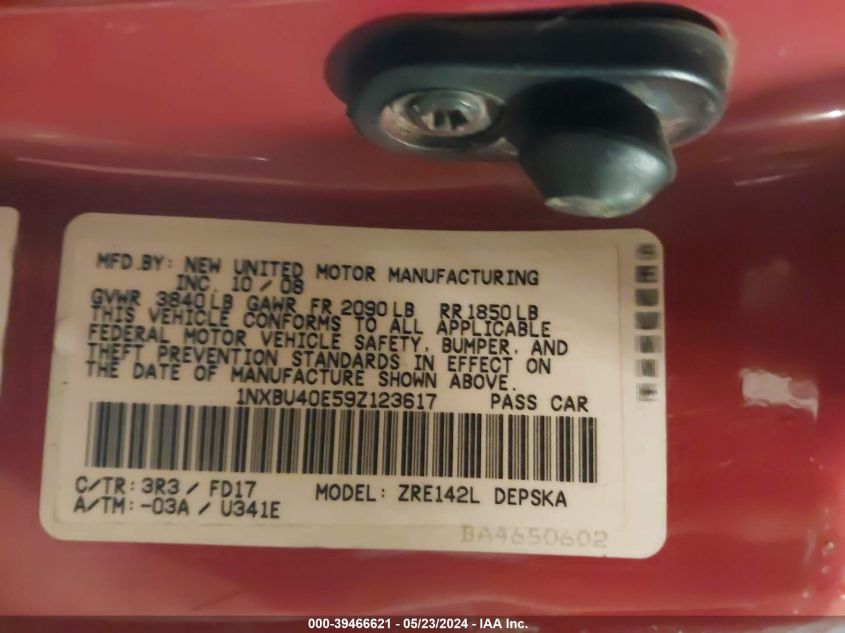 MFD.BY: NEW UNITED MOTOR MANUFACTURING
INC. 10 / 08
GVWR 3840 LB GAWR FR 2090 LB RR 1850 LB
THIS VEHICLE CONFORMS TO ALL APPLICABLE
FEDERAL MOTOR VEHICLE SAFETY, BUMPER, AND
THEFT PREVENTION STANDARDS IN EFFECT ON
THE DATE OF MANUFACTURE SHOWN ABOVE.
1NXBU40E59Z123617 PASS CAR
C/TR: 3R3 / FD17 MODEL: ZRE142L DEPSKA
A/TM: -03A / U341E
BA4650602
000-39466621 - 05/23/2024 - IAA Inc.